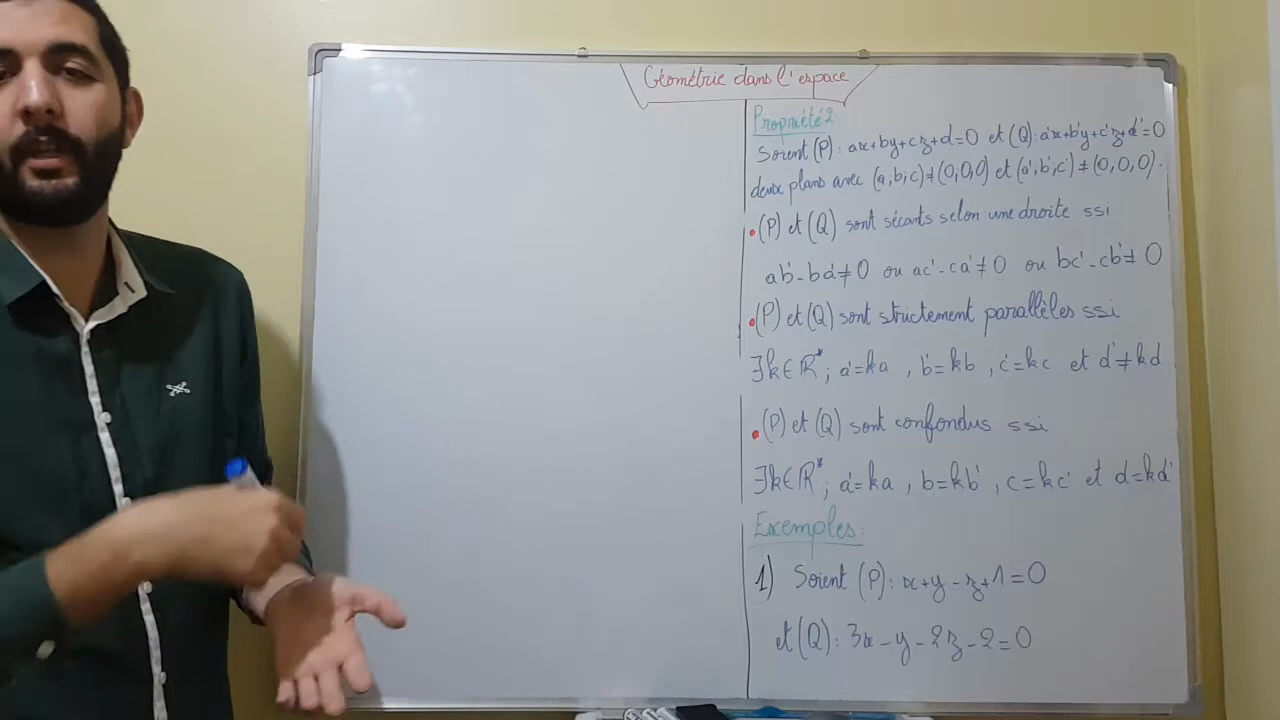 Géométrie dans l'espace
Propriété 2
Soient (P): ax+by+cz+d=0 et (Q): a'x+b'y+c'z+d'=0
deux plans avec (a,b,c)≠(0,0,0) et (a',b',c')≠(0,0,0).
•(P) et (Q) sont sécants selon une droite ssi
ab'-ba'≠0 ou ac'-ca'≠0 ou bc'-cb'≠0
•(P) et (Q) sont strictement parallèles ssi
∃k∈ℝ*; a'=ka , b'=kb , c'=kc et d'≠kd
•(P) et (Q) sont confondus ssi
∃k∈ℝ*; a'=ka , b=kb' , c=kc' et d=kd'
Exemples:
1) Soient (P): x+y-z+1=0
et (Q): 3x-y-2z-2=0